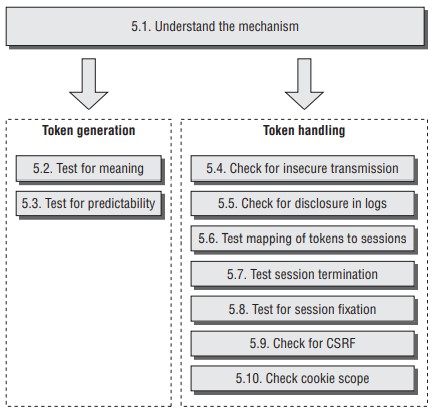 5.1. Understand the mechanism
Token generation
5.2. Test for meaning
5.3. Test for predictability
Token handling
5.4. Check for insecure transmission
5.5. Check for disclosure in logs
5.6. Test mapping of tokens to sessions
5.7. Test session termination
5.8. Test for session fixation
5.9. Check for CSRF
5.10. Check cookie scope